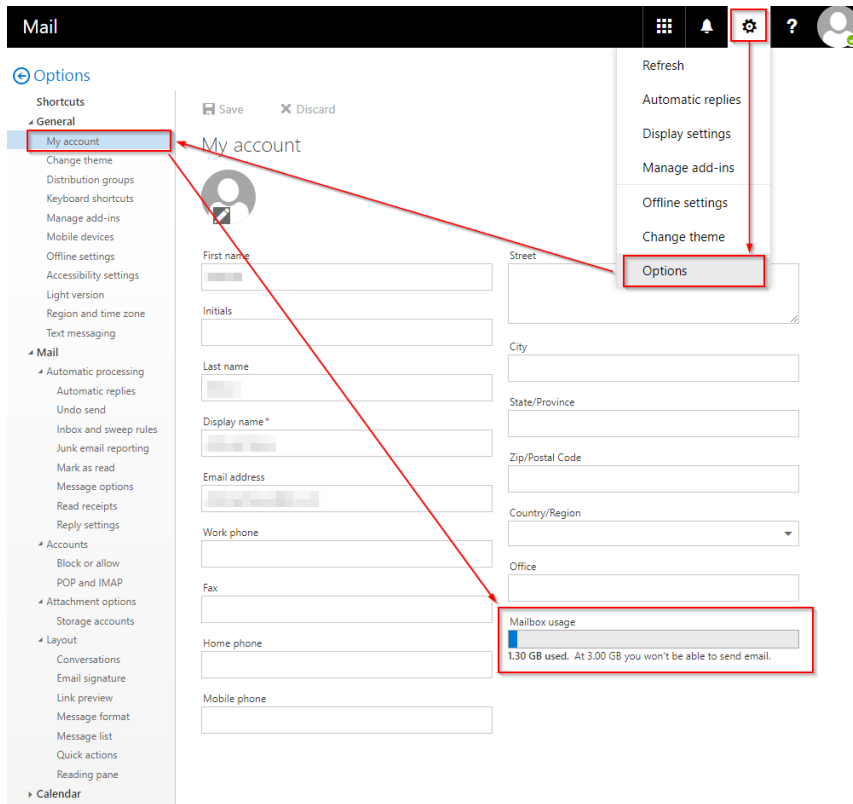 Mail
?
Refresh
Automatic replies
Display settings
Manage add-ins
Offline settings
Change theme
Options
Options
Shortcuts
General
My account
Change theme
Distribution groups
Keyboard shortcuts
Manage add-ins
Mobile devices
Offline settings
Accessibility settings
Light version
Region and time zone
Text messaging
Mail
Automatic processing
Automatic replies
Undo send
Inbox and sweep rules
Junk email reporting
Mark as read
Message options
Read receipts
Reply settings
Accounts
Block or allow
POP and IMAP
Attachment options
Storage accounts
Layout
Conversations
Email signature
Link preview
Message format
Message list
Quick actions
Reading pane
Calendar
Save Discard
My account
First name
Initials
Last name
Display name*
Email address
Work phone
Fax
Home phone
Mobile phone
Street
City
State/Province
Zip/Postal Code
Country/Region
Office
Mailbox usage
1.30 GB used. At 3.00 GB you won't be able to send email.